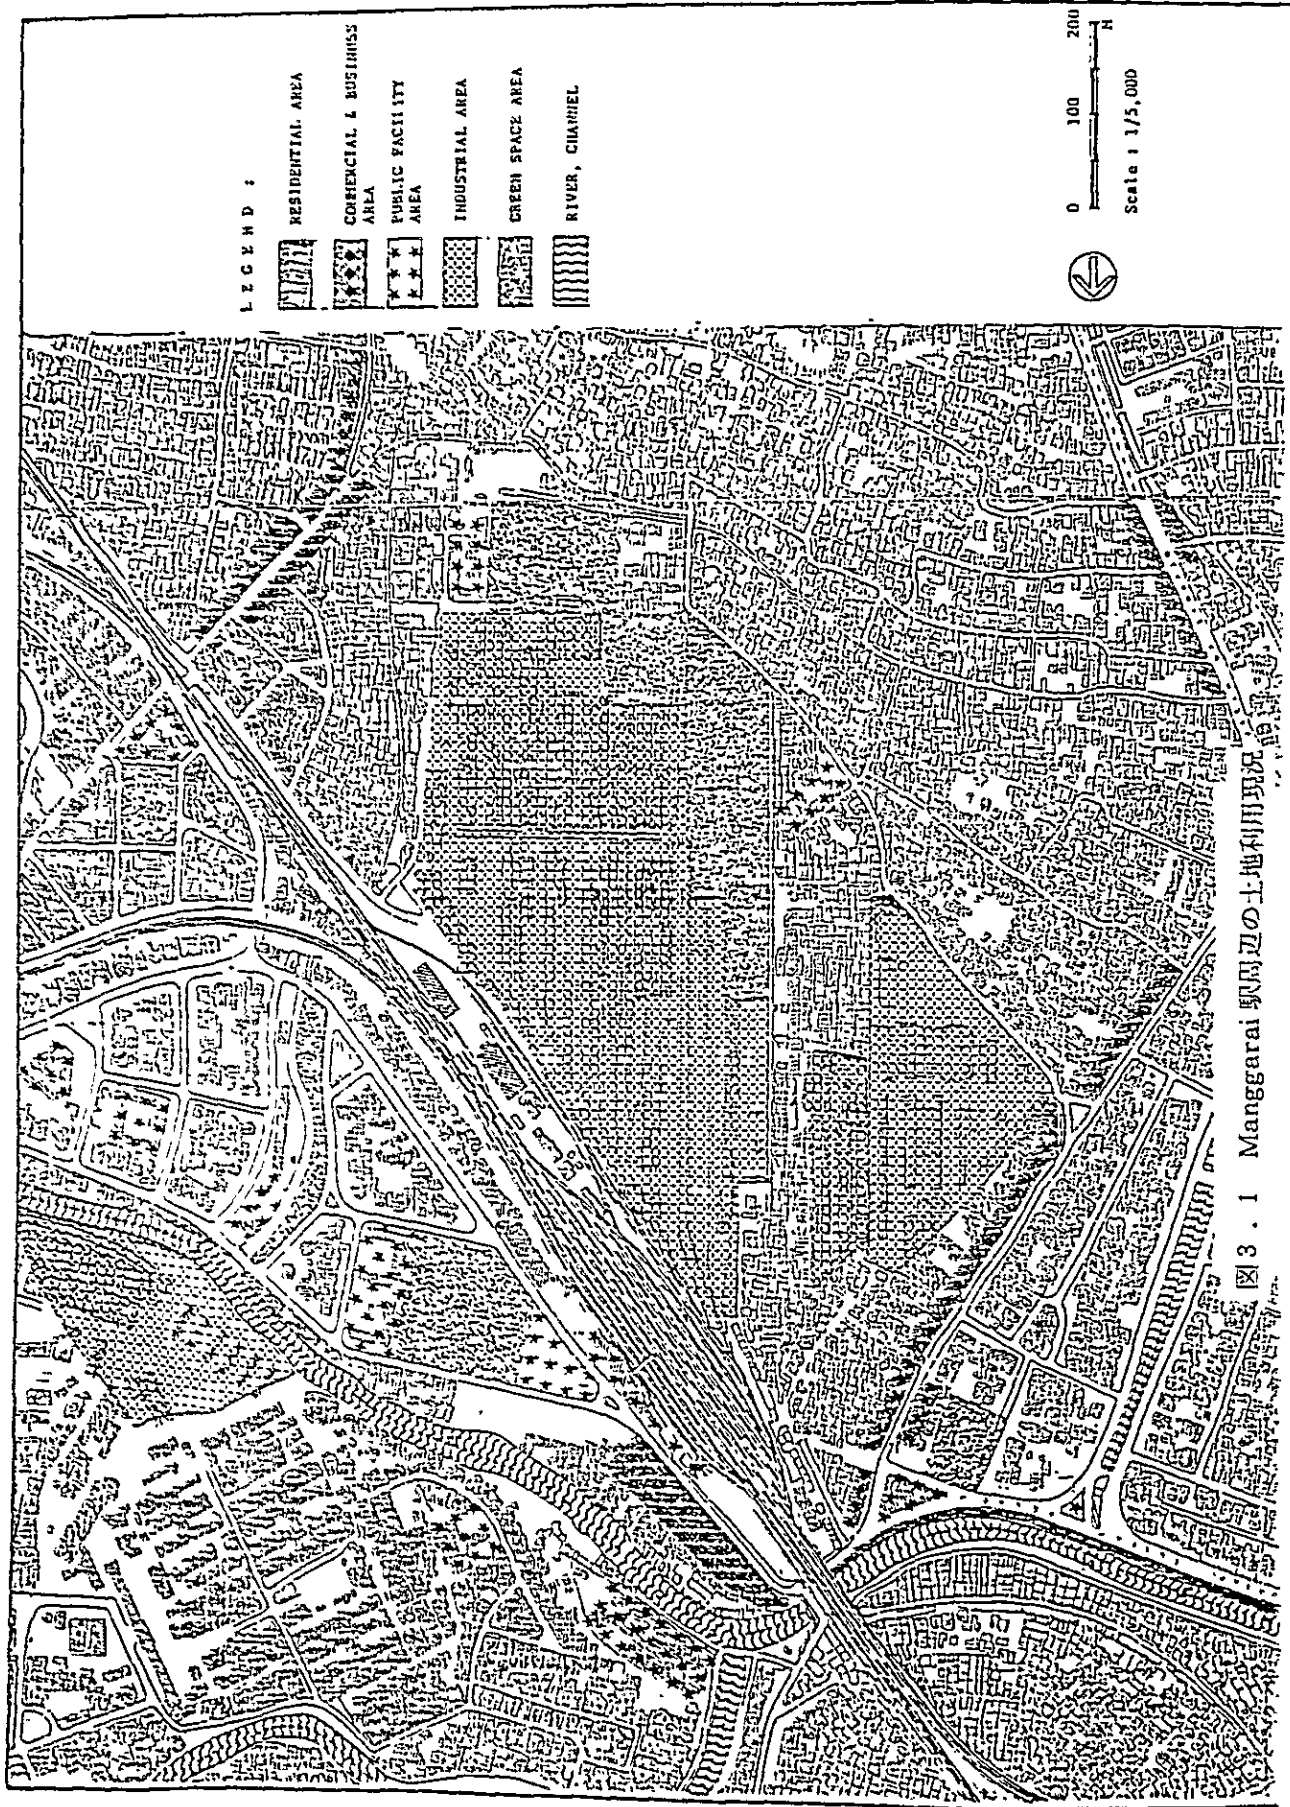 LEGEND :
RESIDENTIAL AREA
COMMERCIAL & BUSINESS
AREA
PUBLIC FACILITY
AREA
INDUSTRIAL AREA
GREEN SPACE AREA
RIVER, CHANNEL
0 100 200
M
Scale : 1/5,000
図 3 . 1 Manggarai 駅周辺の土地利用現況